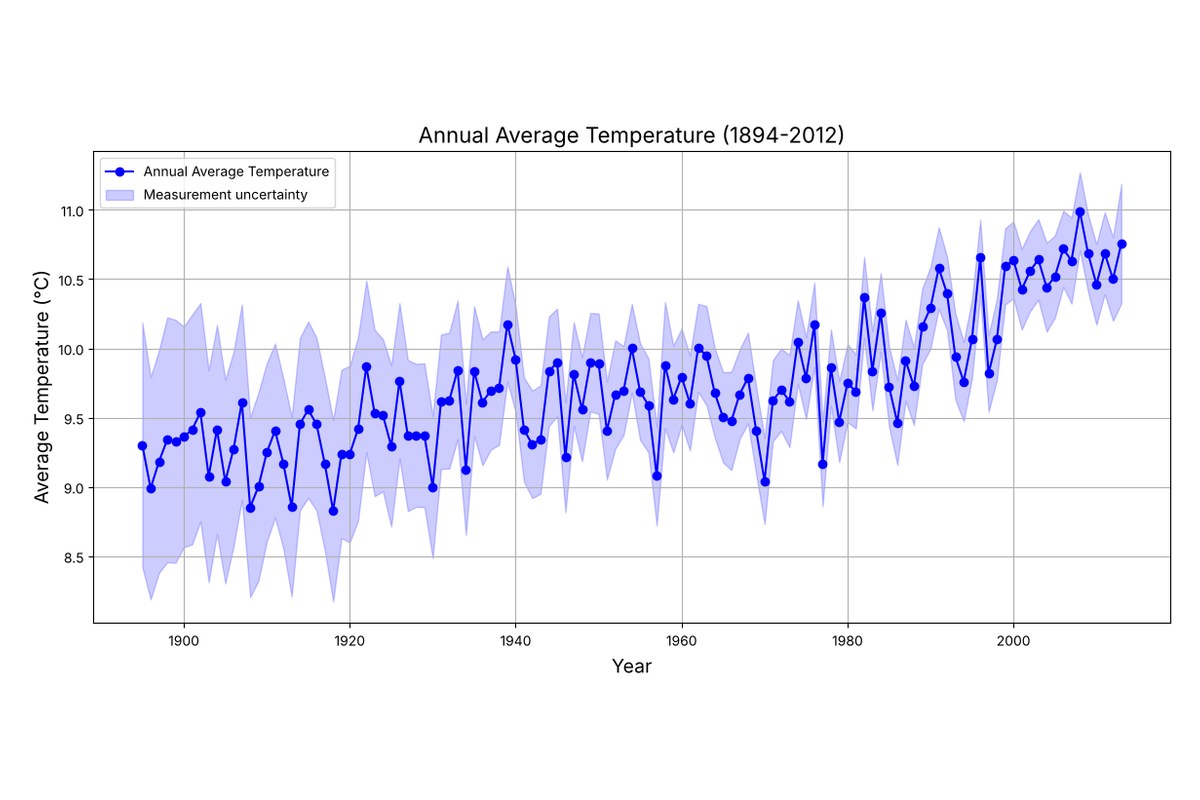 Annual Average Temperature (1894-2012)
Annual Average Temperature
Measurement uncertainty
Average Temperature (°C)
11.0
10.5
10.0
9.5
9.0
8.5
1900
1920
1940
1960
1980
2000
Year